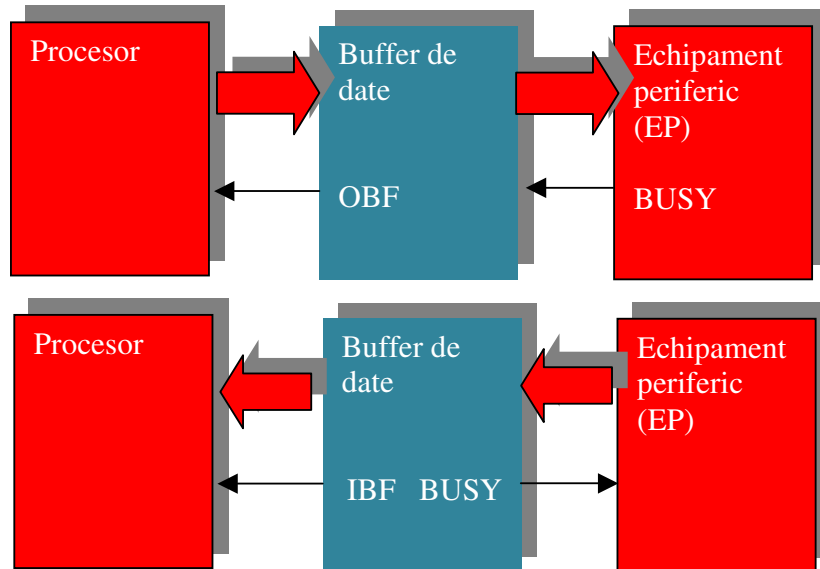 Procesor
Buffer de
date
Echipament
periferic
(EP)
OBF
BUSY
Procesor
Buffer de
date
Echipament
periferic
(EP)
IBF BUSY